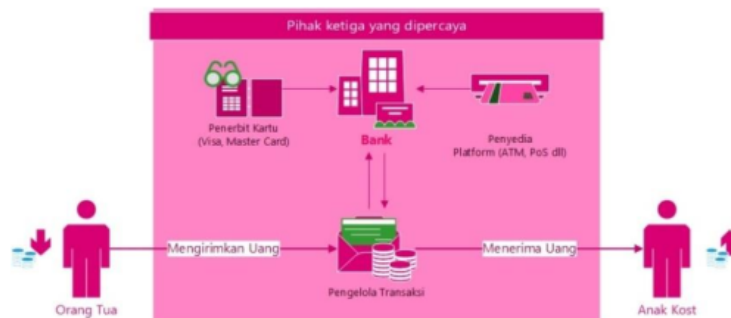 Pihak ketiga yang dipercaya
Penerbit Kartu
(Visa, Master Card)
Bank
Penyedia
Platform (ATM, PoS dll)
Mengirimkan Uang
Menerima Uang
Pengelola Transaksi
Orang Tua
Anak Kost